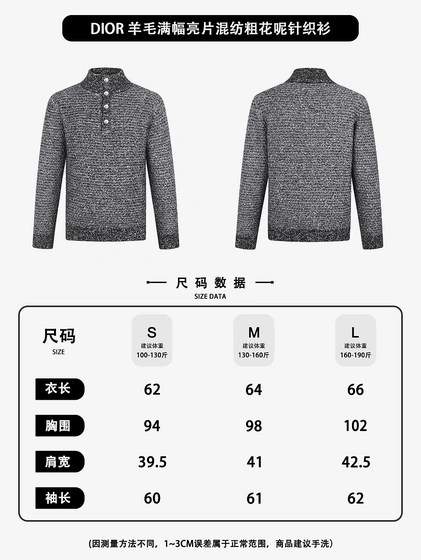 DIOR 羊毛满幅亮片混纺粗花呢针织衫
尺码数据
SIZE DATA
尺码 S M L
SIZE 建议体重 建议体重 建议体重
100-130斤 130-160斤 160-190斤
衣长 62 64 66
胸围 94 98 102
肩宽 39.5 41 42.5
袖长 60 61 62
(因测量方法不同，1~3CM误差属于正常范围，商品建议手洗)